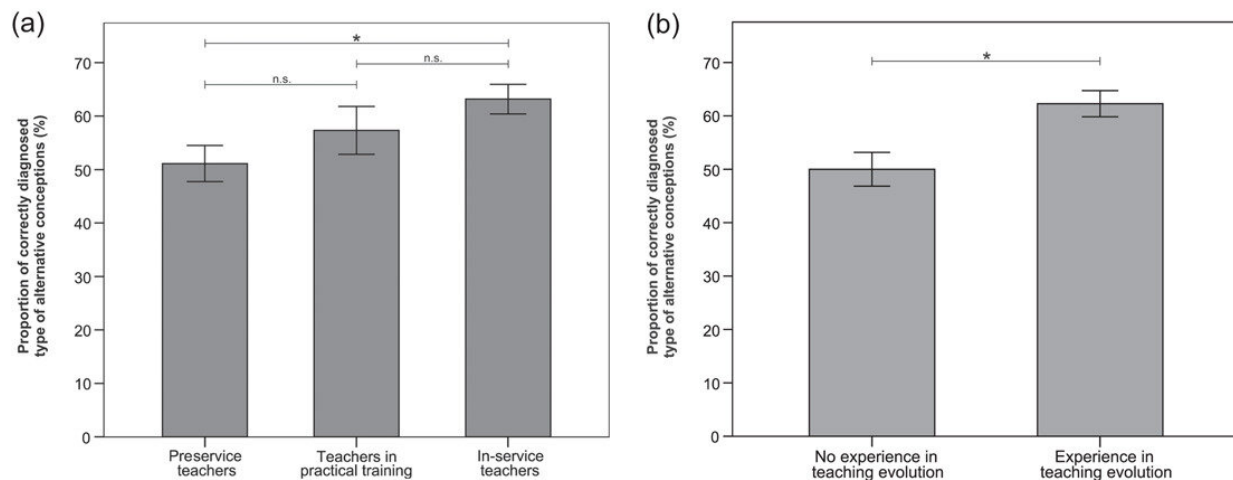 (a)
Proportion of correctly diagnosed
type of alternative conceptions (%)
70
60
50
40
30
20
10
0
*
n.s.
n.s.
Preservice
teachers
Teachers in
practical training
In-service
teachers
(b)
Proportion of correctly diagnosed
type of alternative conceptions (%)
70
60
50
40
30
20
10
0
*
No experience in
teaching evolution
Experience in
teaching evolution